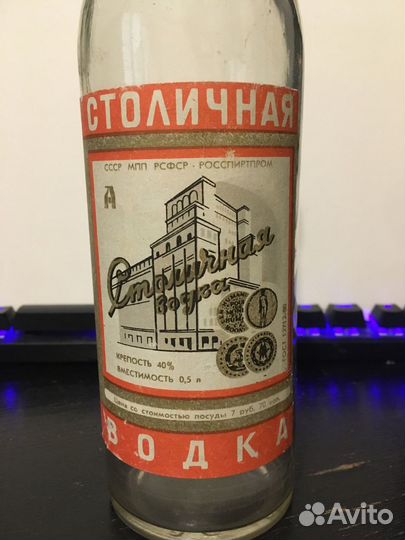 СТОЛИЧНАЯ
СССР МПП РСФСР - РОССПИРТПРОМ
Столичная
водка
КРЕПОСТЬ 40%
ВМЕСТИМОСТЬ 0,5 л
Цена со стоимостью посуды 7 руб. 70 коп.
ВОДКА
Avito